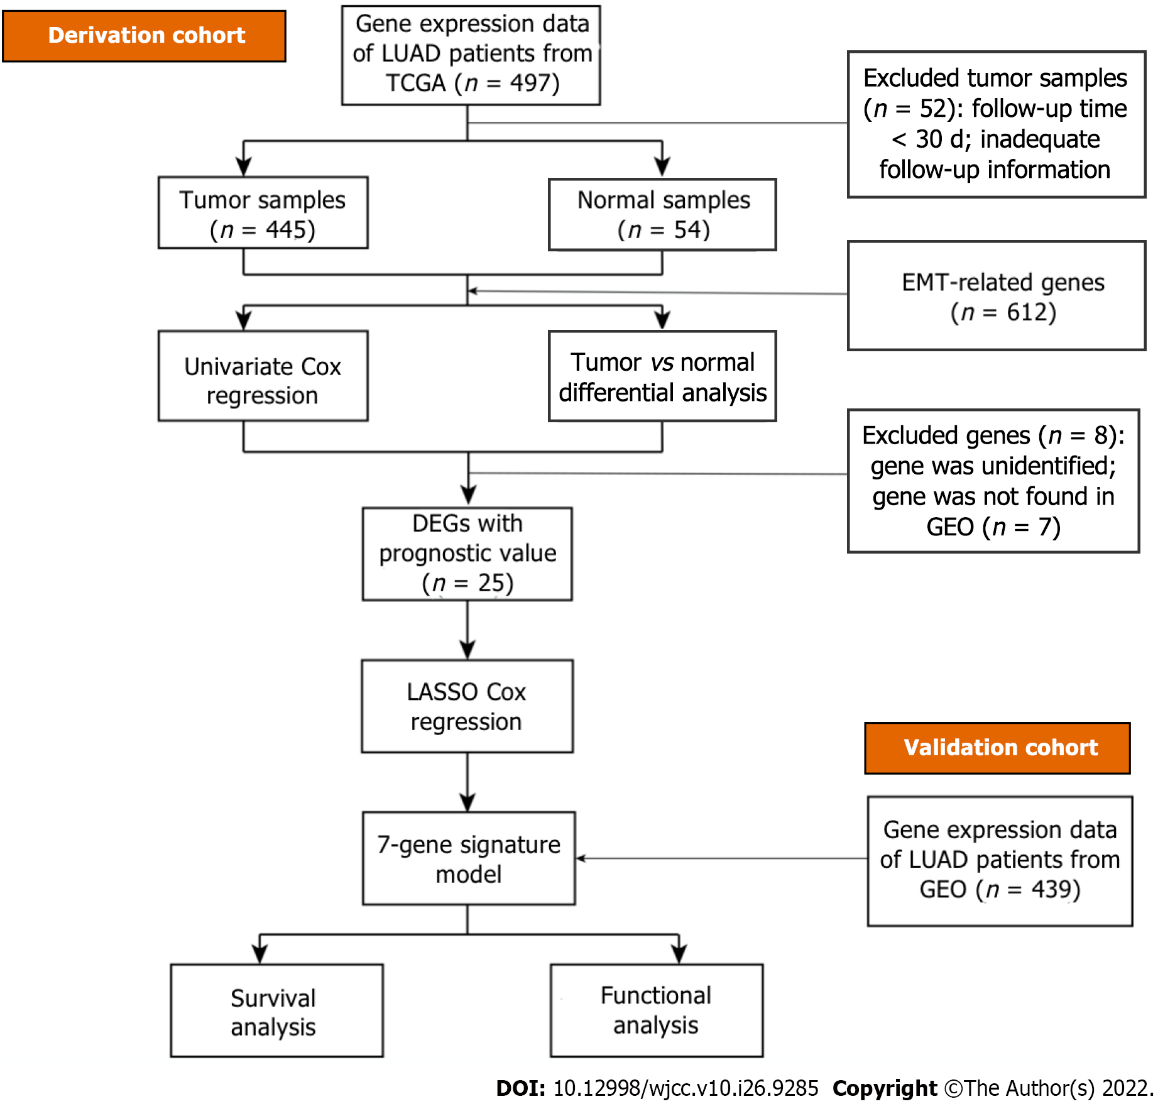 Derivation cohort
Gene expression data
of LUAD patients from
TCGA (n = 497)
Excluded tumor samples
(n = 52): follow-up time
< 30 d; inadequate
follow-up information
Tumor samples
(n = 445)
Normal samples
(n = 54)
EMT-related genes
(n = 612)
Univariate Cox
regression
Tumor vs normal
differential analysis
Excluded genes (n = 8):
gene was unidentified;
gene was not found in
GEO (n = 7)
DEGs with
prognostic value
(n = 25)
LASSO Cox
regression
Validation cohort
7-gene signature
model
Gene expression data
of LUAD patients from
GEO (n = 439)
Survival
analysis
Functional
analysis
DOI: 10.12998/wjcc.v10.i26.9285 Copyright ©The Author(s) 2022.